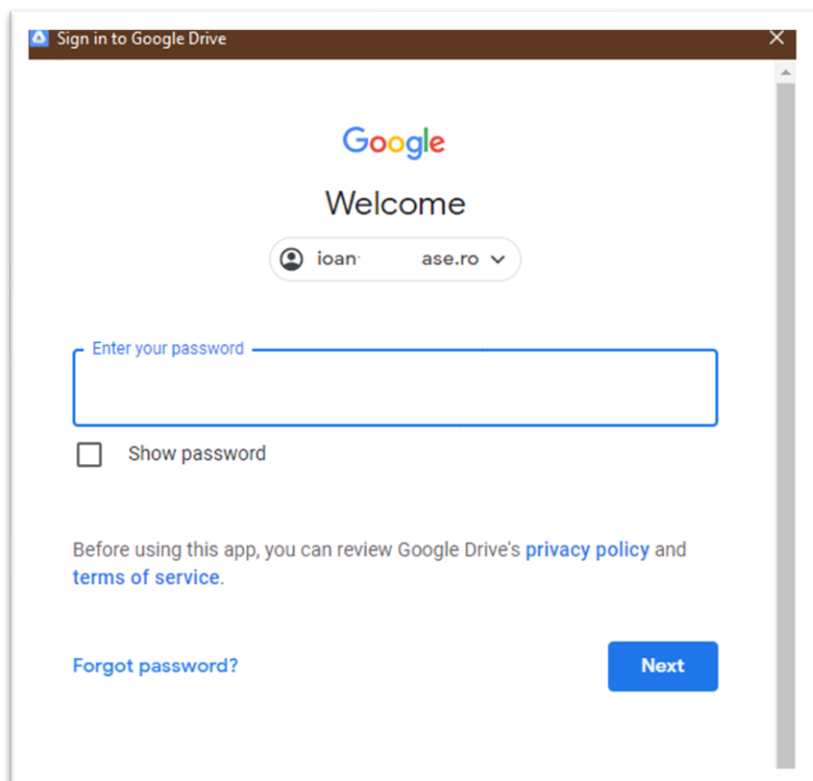 Sign in to Google Drive
Google
Welcome
ioan ase.ro
Enter your password
Show password
Before using this app, you can review Google Drive's privacy policy and
terms of service.
Forgot password?
Next